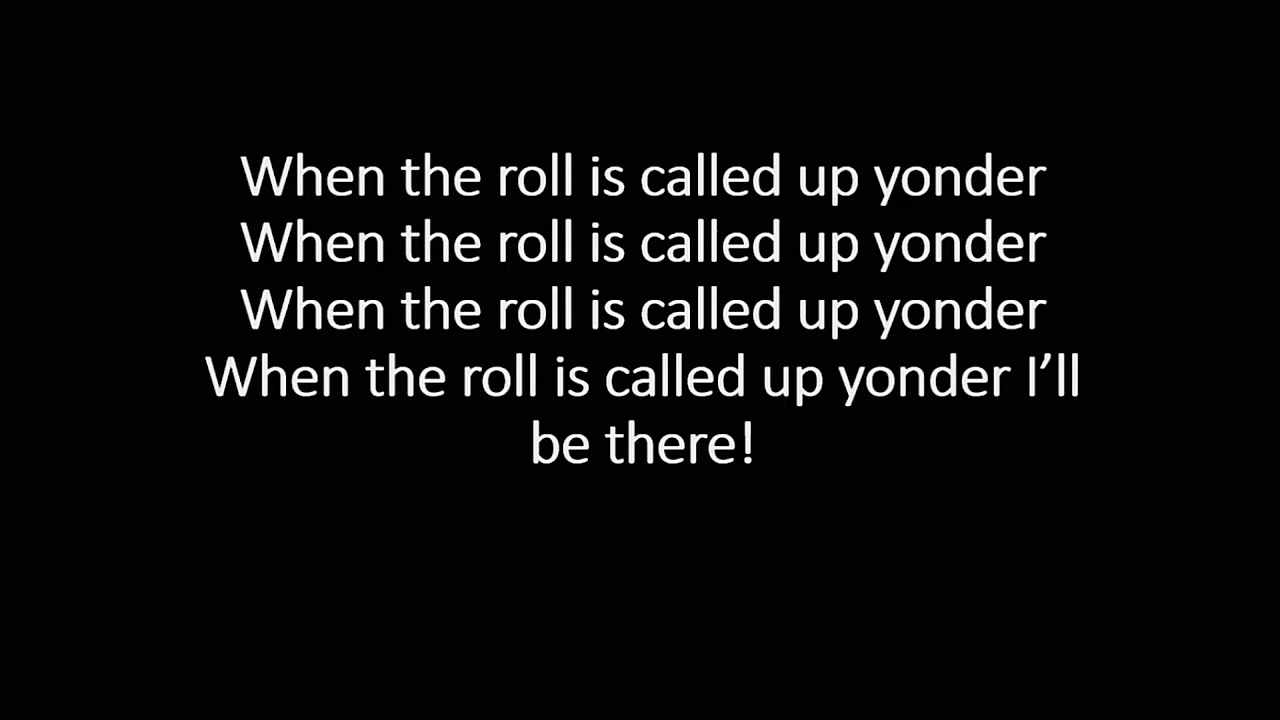 When the roll is called up yonder
When the roll is called up yonder
When the roll is called up yonder
When the roll is called up yonder I’ll
be there!